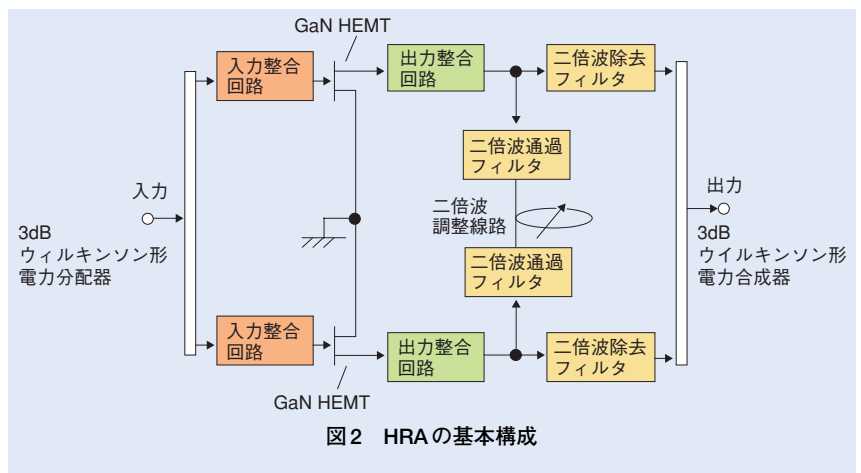 GaN HEMT
入力整合
回路
出力整合
回路
二倍波除去
フィルタ
二倍波通過
フィルタ
入力
3dB
ウィルキンソン形
電力分配器
二倍波
調整線路
出力
3dB
ウイルキンソン形
電力合成器
二倍波通過
フィルタ
入力整合
回路
出力整合
回路
二倍波除去
フィルタ
GaN HEMT
図2 HRAの基本構成